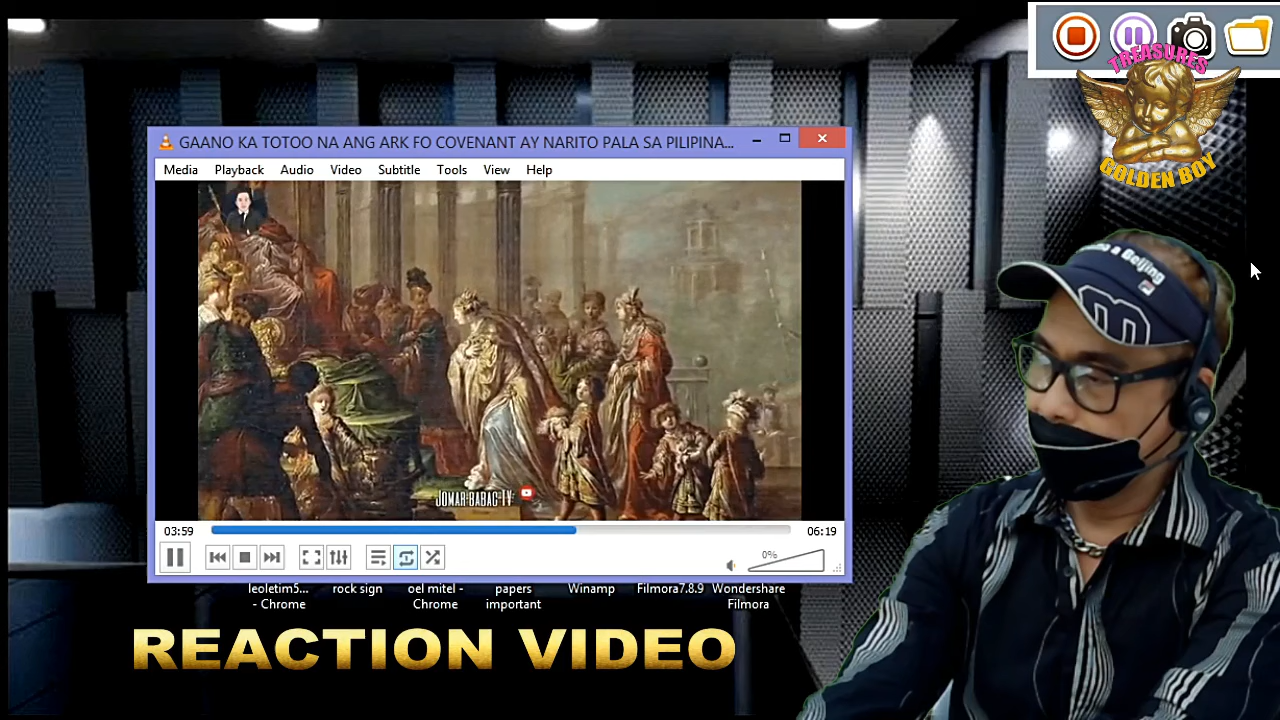 TREASURES
GOLDEN BOY
GAANO KA TOTOO NA ANG ARK FO COVENANT AY NARITO PALA SA PILIPINA...
Media Playback Audio Video Subtitle Tools View Help
JOMAR BABAG TV
03:59
06:19
0%
leoletim5... - Chrome
rock sign
oel mitel - Chrome
papers important
Winamp
Filmora7.8.9
Wondershare Filmora
REACTION VIDEO